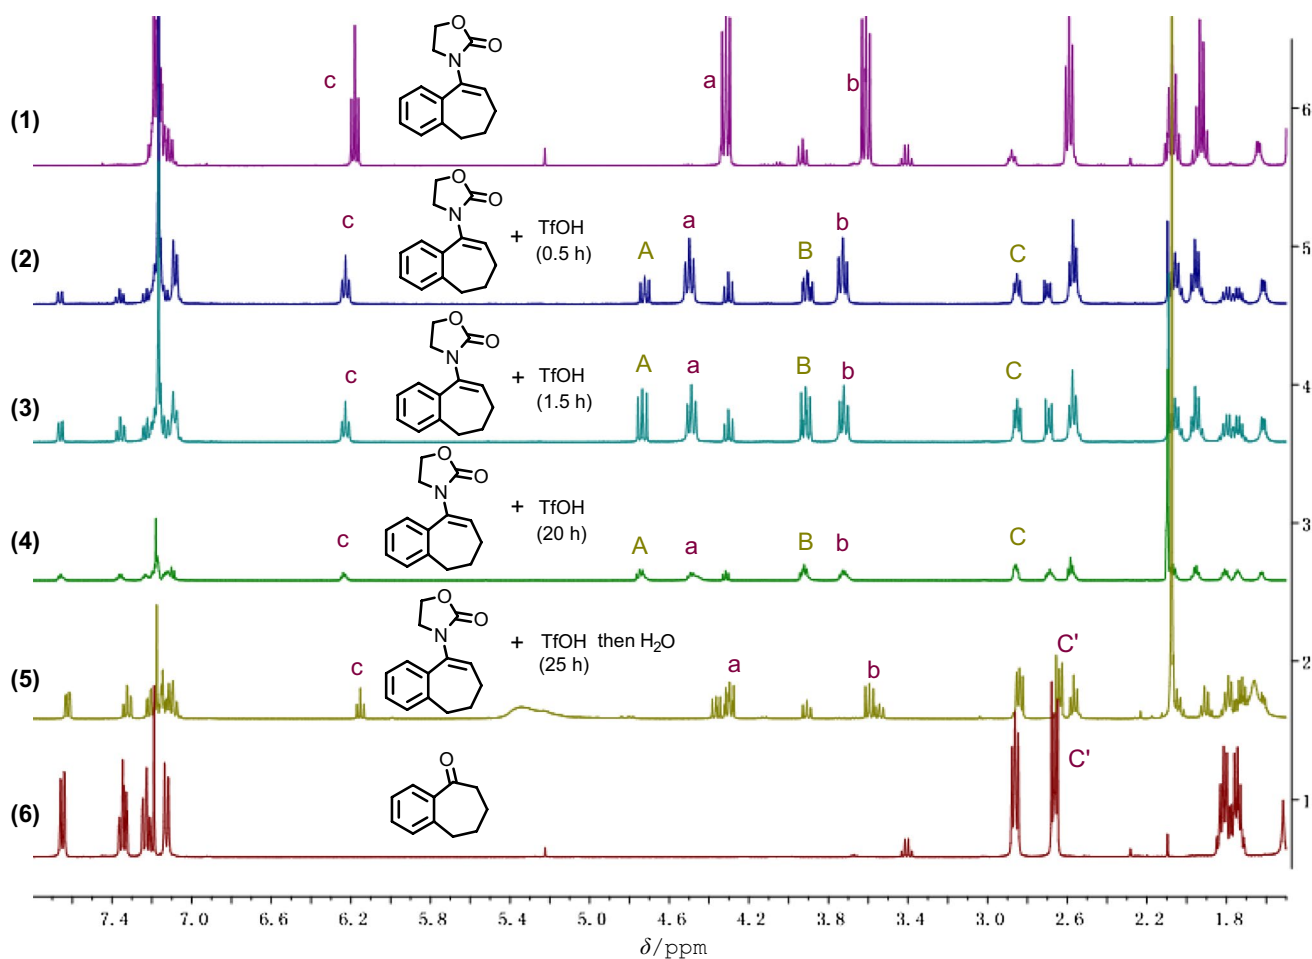 (1) c a b 6
O
O
N
(2) c a b A B C 5
O
O
N
+ TfOH
(0.5 h)
(3) c A a B b C 4
O
O
N
+ TfOH
(1.5 h)
(4) c A a B b C 3
O
O
N
+ TfOH
(20 h)
(5) c a b C' 2
O
O
N
+ TfOH then H₂O
(25 h)
(6) C' 1
O
7.4 7.0 6.6 6.2 5.8 5.4 5.0 4.6 4.2 3.8 3.4 3.0 2.6 2.2 1.8
δ/ppm